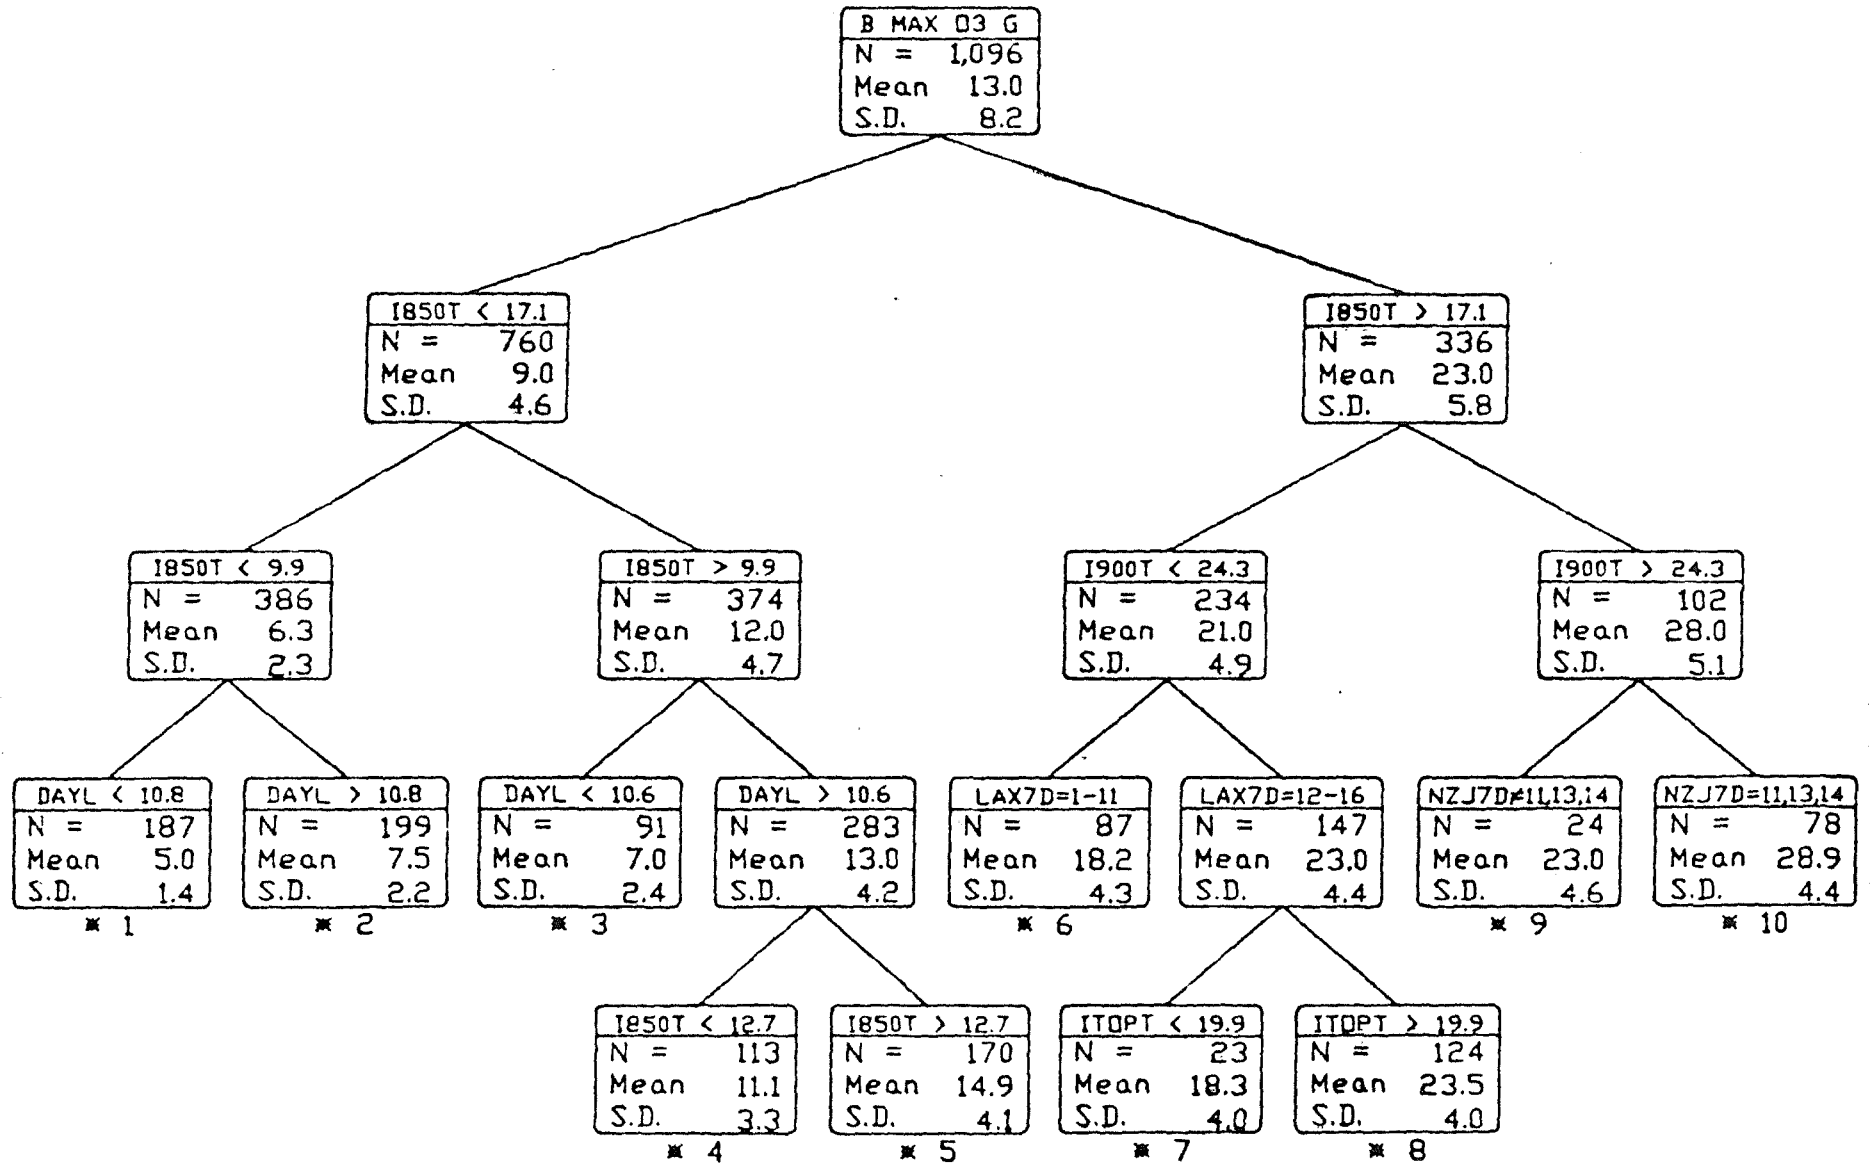 B MAX O3 G
N = 1,096
Mean 13.0
S.D. 8.2
I850T < 17.1
N = 760
Mean 9.0
S.D. 4.6
I850T > 17.1
N = 336
Mean 23.0
S.D. 5.8
I850T < 9.9
N = 386
Mean 6.3
S.D. 2.3
I850T > 9.9
N = 374
Mean 12.0
S.D. 4.7
I900T < 24.3
N = 234
Mean 21.0
S.D. 4.9
I900T > 24.3
N = 102
Mean 28.0
S.D. 5.1
DAYL < 10.8
N = 187
Mean 5.0
S.D. 1.4
* 1
DAYL > 10.8
N = 199
Mean 7.5
S.D. 2.2
* 2
DAYL < 10.6
N = 91
Mean 7.0
S.D. 2.4
* 3
DAYL > 10.6
N = 283
Mean 13.0
S.D. 4.2
LAX7D=1-11
N = 87
Mean 18.2
S.D. 4.3
* 6
LAX7D=12-16
N = 147
Mean 23.0
S.D. 4.4
NZJ7D≠11,13,14
N = 24
Mean 23.0
S.D. 4.6
* 9
NZJ7D=11,13,14
N = 78
Mean 28.9
S.D. 4.4
* 10
I850T < 12.7
N = 113
Mean 11.1
S.D. 3.3
* 4
I850T > 12.7
N = 170
Mean 14.9
S.D. 4.1
* 5
ITOPT < 19.9
N = 23
Mean 18.3
S.D. 4.0
* 7
ITOPT > 19.9
N = 124
Mean 23.5
S.D. 4.0
* 8